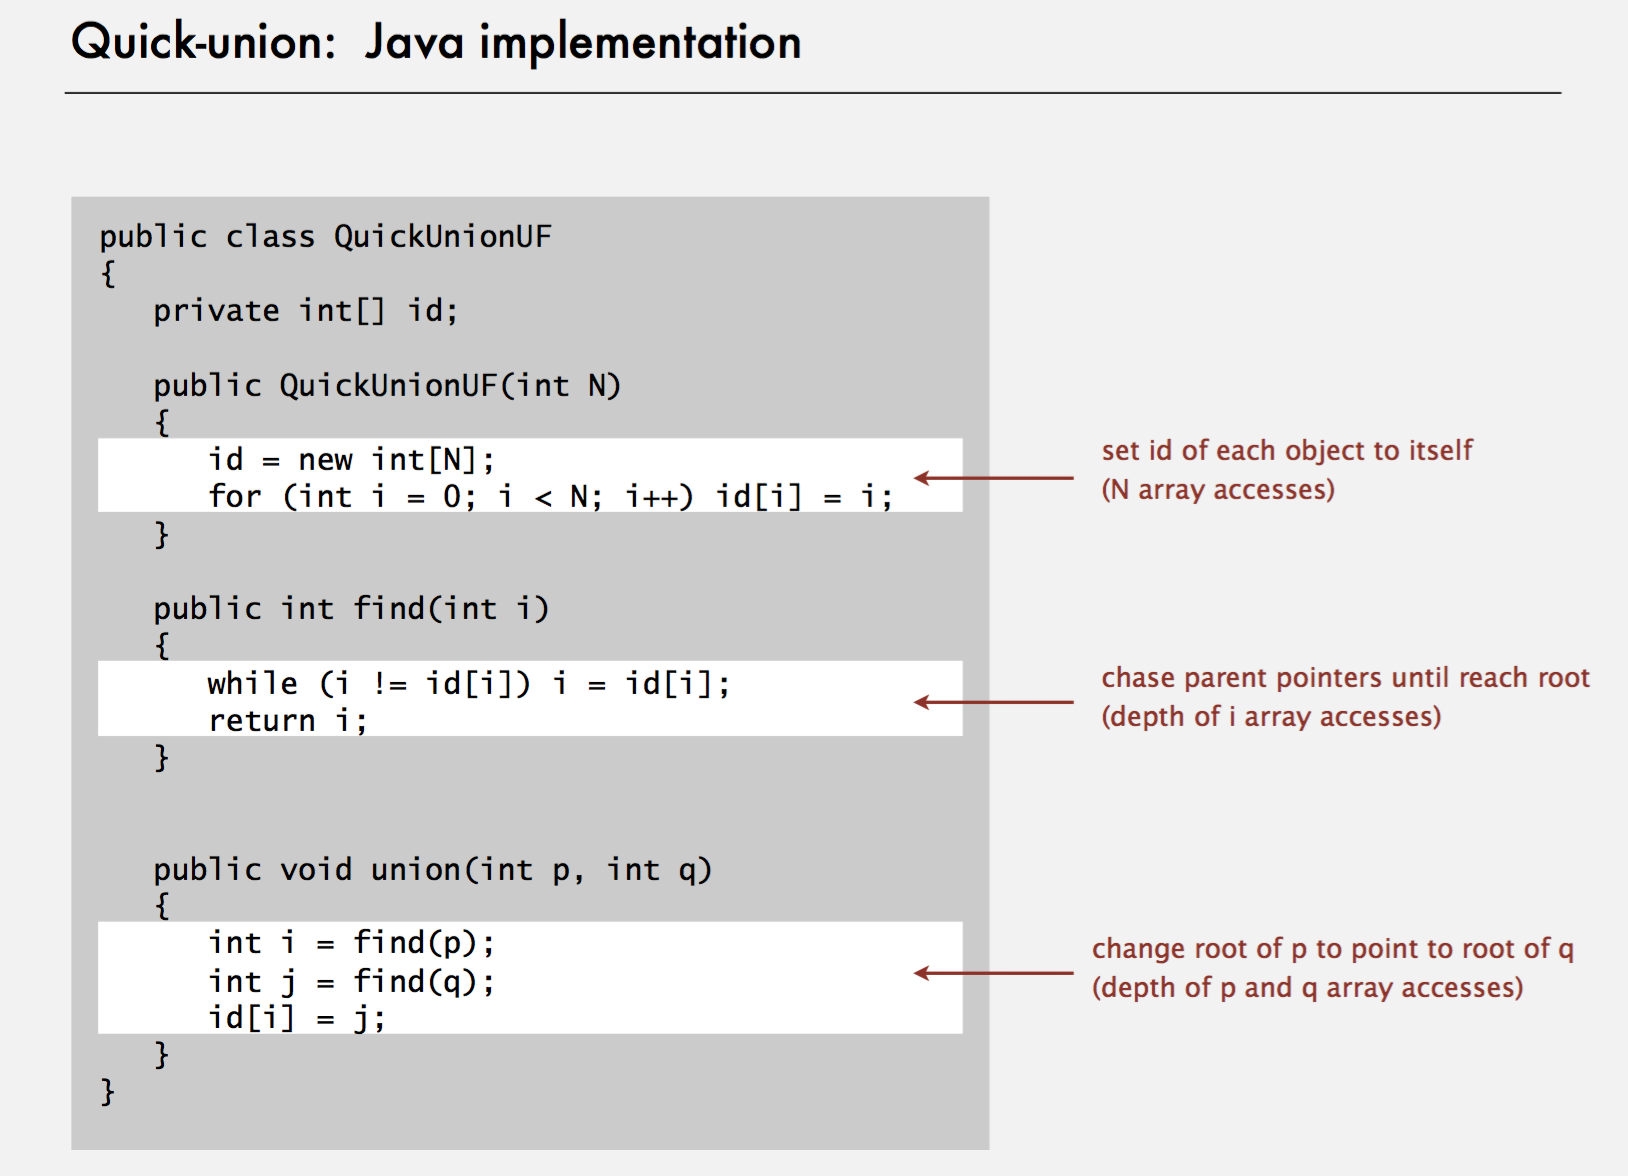 Quick-union: Java implementation
public class QuickUnionUF
{
private int[] id;
public QuickUnionUF(int N)
{
id = new int[N];
for (int i = 0; i < N; i++) id[i] = i;
}
set id of each object to itself
(N array accesses)
public int find(int i)
{
while (i != id[i]) i = id[i];
return i;
}
chase parent pointers until reach root
(depth of i array accesses)
public void union(int p, int q)
{
int i = find(p);
int j = find(q);
id[i] = j;
}
}
change root of p to point to root of q
(depth of p and q array accesses)